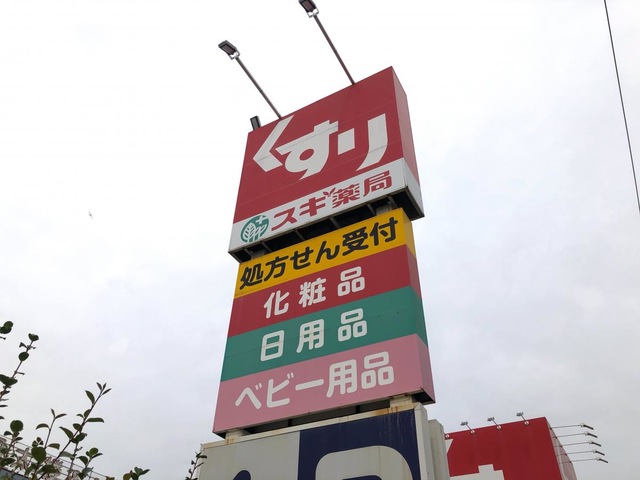 くすり
スギ薬局
処方せん受付
化粧品
日用品
ベビー用品